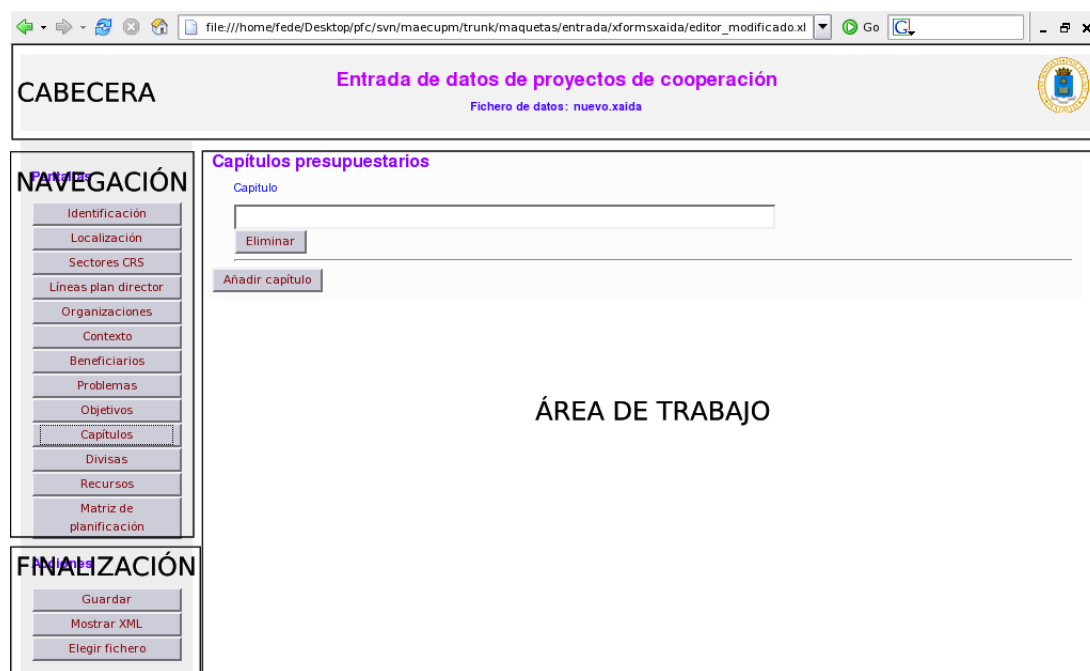 file:///home/fede/Desktop/pfc/svn/maecupm/trunk/maquetas/entrada/xformsxaida/editor_modificado.xl
Go
G
CABECERA
Entrada de datos de proyectos de cooperación
Fichero de datos: nuevo.xaida
Pantallas
NAVEGACIÓN
Identificación
Localización
Sectores CRS
Líneas plan director
Organizaciones
Contexto
Beneficiarios
Problemas
Objetivos
Capítulos
Divisas
Recursos
Matriz de
planificación
Acciones
FINALIZACIÓN
Guardar
Mostrar XML
Elegir fichero
Capítulos presupuestarios
Capitulo
Eliminar
Añadir capítulo
ÁREA DE TRABAJO